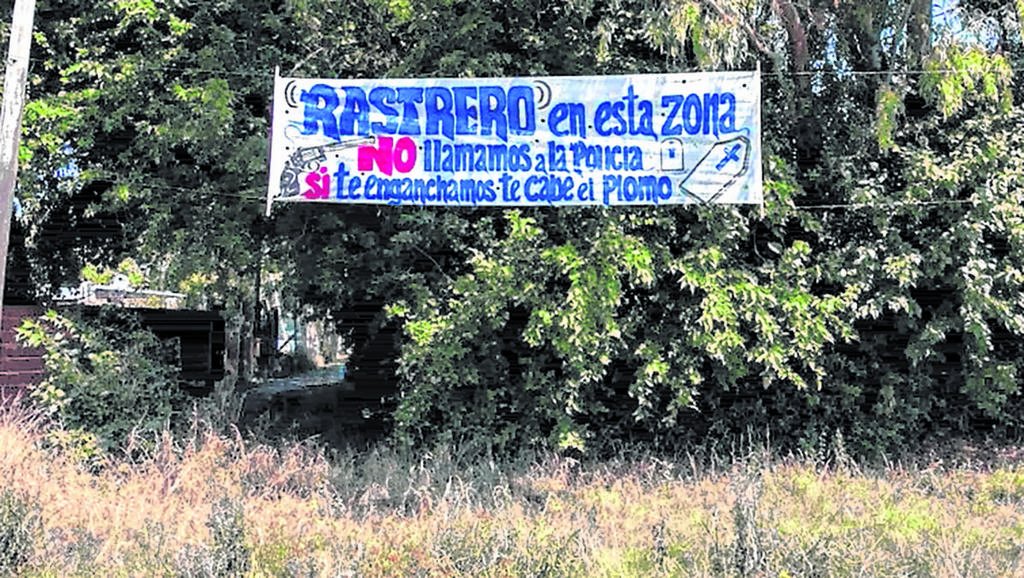 RASTRERO en esta zona
NO llamamos a la Policia
si te enganchamos te cabe el Plomo